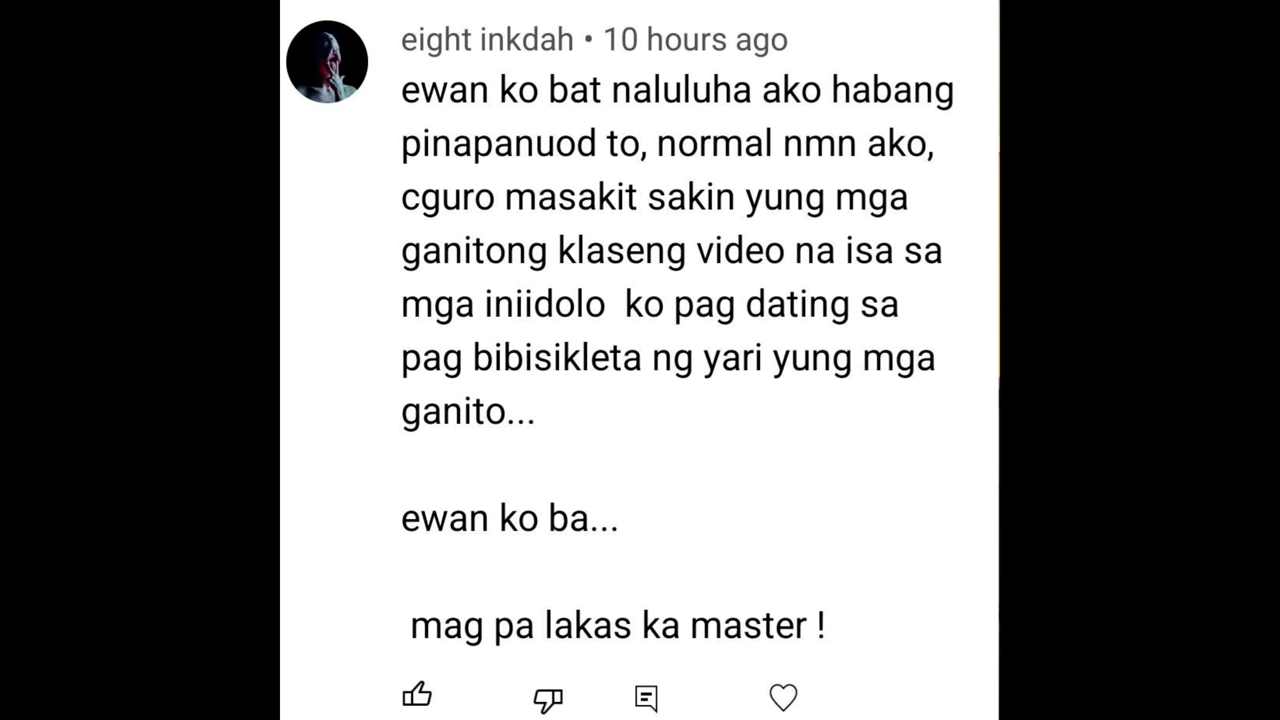 eight inkdah • 10 hours ago
ewan ko bat naluluha ako habang
pinapanuod to, normal nmn ako,
cguro masakit sakin yung mga
ganitong klaseng video na isa sa
mga iniidolo  ko pag dating sa
pag bibisikleta ng yari yung mga
ganito...
ewan ko ba...
mag pa lakas ka master !